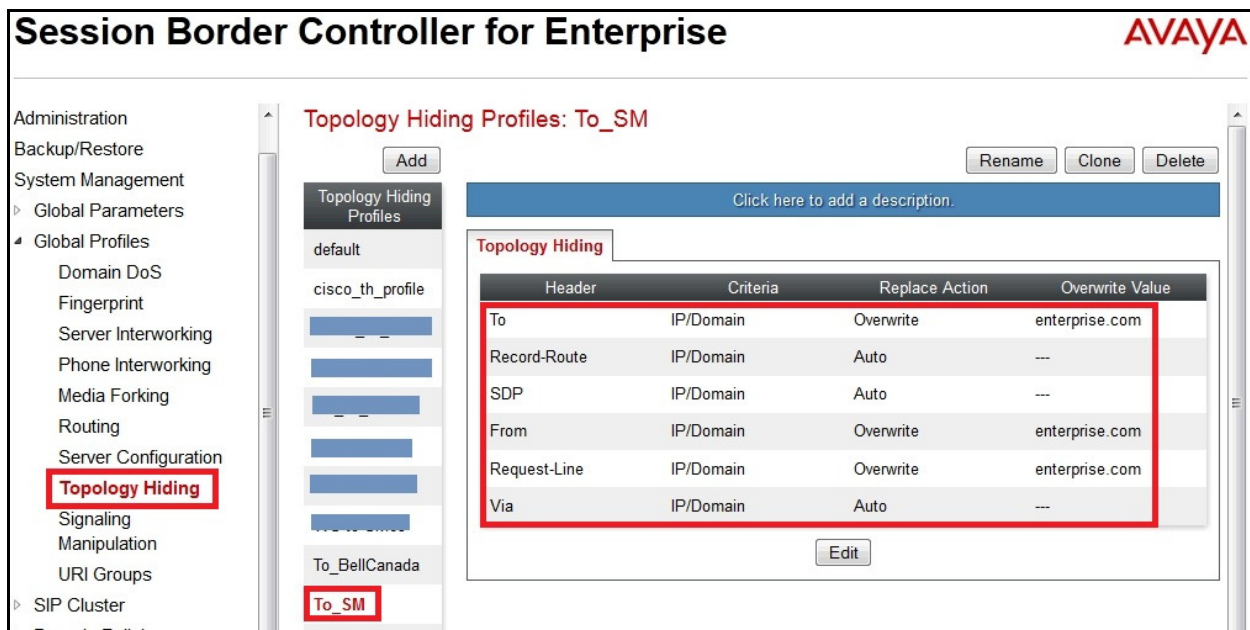 Session Border Controller for Enterprise
AVAYA
Administration
Backup/Restore
System Management
Global Parameters
Global Profiles
Domain DoS
Fingerprint
Server Interworking
Phone Interworking
Media Forking
Routing
Server Configuration
Topology Hiding
Signaling
Manipulation
URI Groups
SIP Cluster
Topology Hiding Profiles: To_SM
Add
Rename Clone Delete
Topology Hiding
Profiles
default
cisco_th_profile
To_BellCanada
To_SM
Click here to add a description.
Topology Hiding
Header Criteria Replace Action Overwrite Value
To IP/Domain Overwrite enterprise.com
Record-Route IP/Domain Auto ---
SDP IP/Domain Auto ---
From IP/Domain Overwrite enterprise.com
Request-Line IP/Domain Overwrite enterprise.com
Via IP/Domain Auto ---
Edit